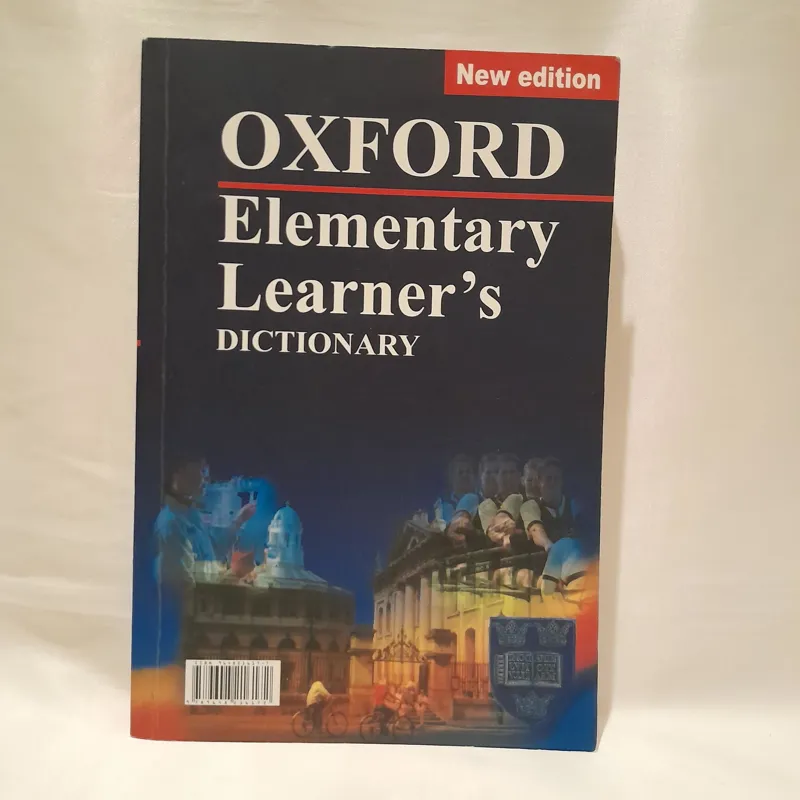 New edition
OXFORD
Elementary
Learner's
DICTIONARY